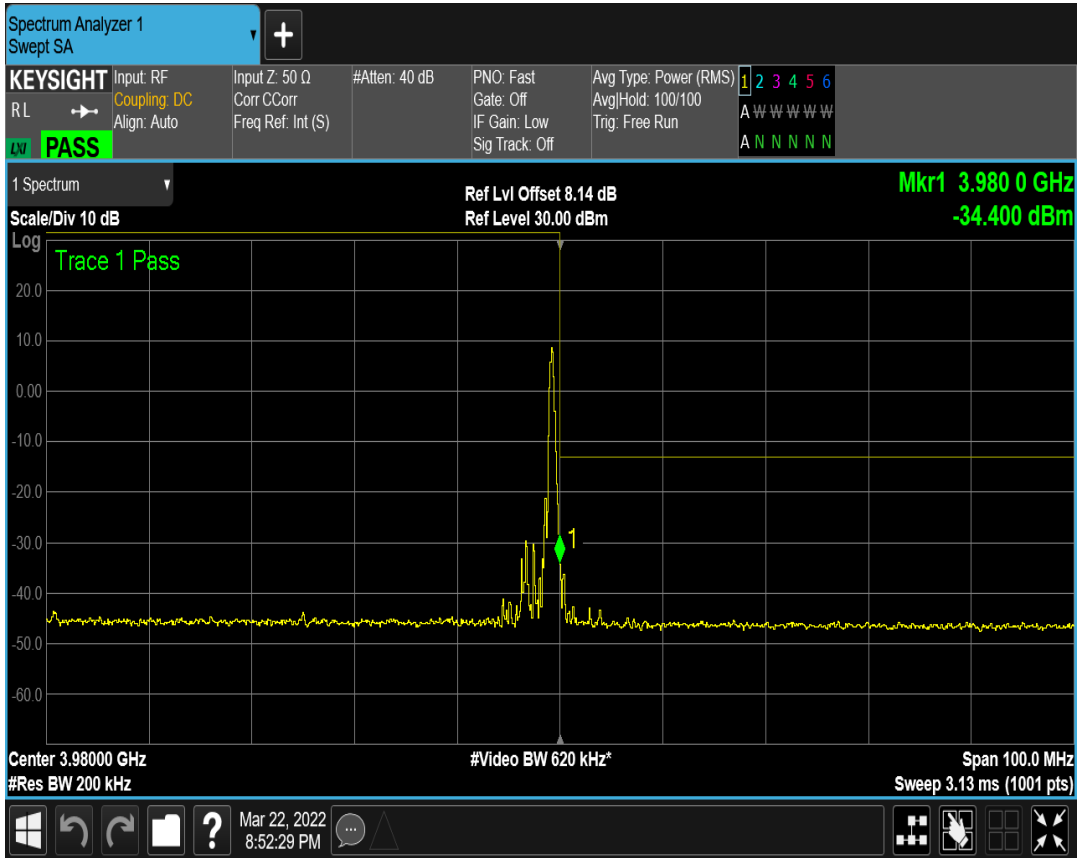 Spectrum Analyzer 1
Swept SA
+
KEYSIGHT
RL
LXI PASS
Input: RF
Coupling: DC
Align: Auto
Input Z: 50 Ω
Corr CCorr
Freq Ref: Int (S)
#Atten: 40 dB
PNO: Fast
Gate: Off
IF Gain: Low
Sig Track: Off
Avg Type: Power (RMS)
Avg|Hold: 100/100
Trig: Free Run
1 2 3 4 5 6
A W W W W W
A N N N N N
1 Spectrum
Scale/Div 10 dB
Log
Ref Lvl Offset 8.14 dB
Ref Level 30.00 dBm
Mkr1 3.980 0 GHz
-34.400 dBm
Trace 1 Pass
20.0
10.0
0.00
-10.0
-20.0
-30.0
-40.0
-50.0
-60.0
1
Center 3.98000 GHz
#Res BW 200 kHz
#Video BW 620 kHz*
Span 100.0 MHz
Sweep 3.13 ms (1001 pts)
?
Mar 22, 2022
8:52:29 PM